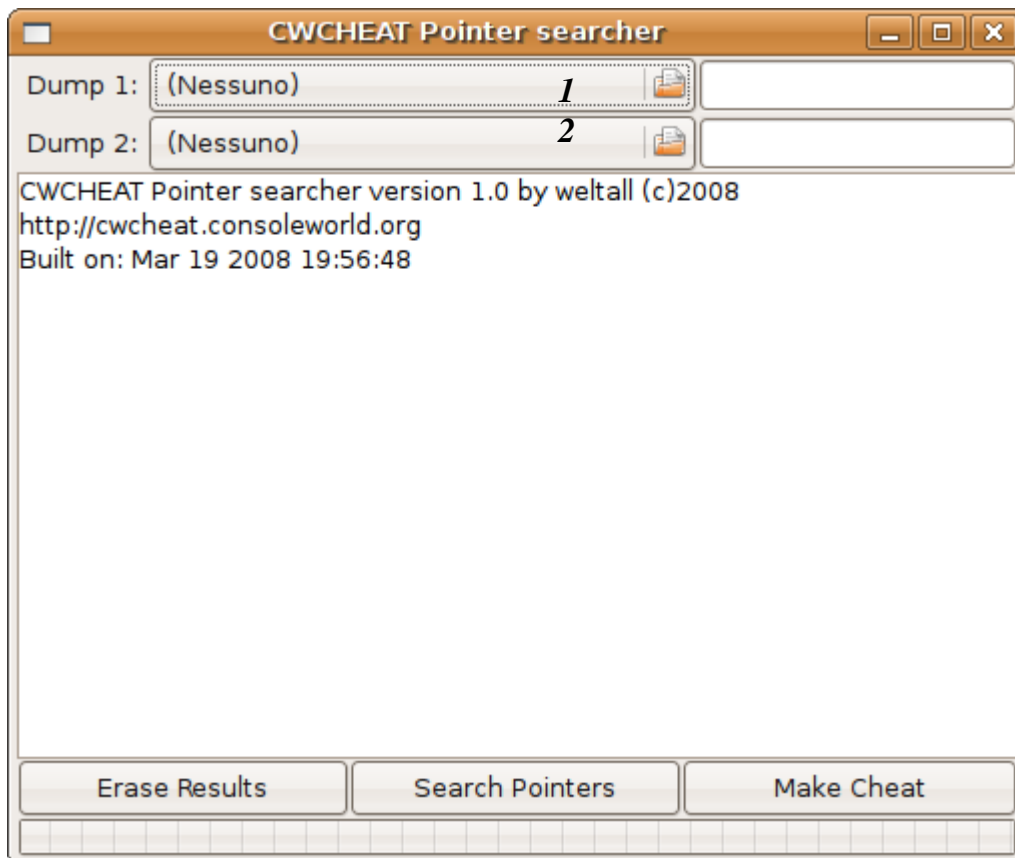 CWCHEAT Pointer searcher
Dump 1: (Nessuno) 1
Dump 2: (Nessuno) 2
CWCHEAT Pointer searcher version 1.0 by weltall (c)2008
http://cwcheat.consoleworld.org
Built on: Mar 19 2008 19:56:48
Erase Results Search Pointers Make Cheat